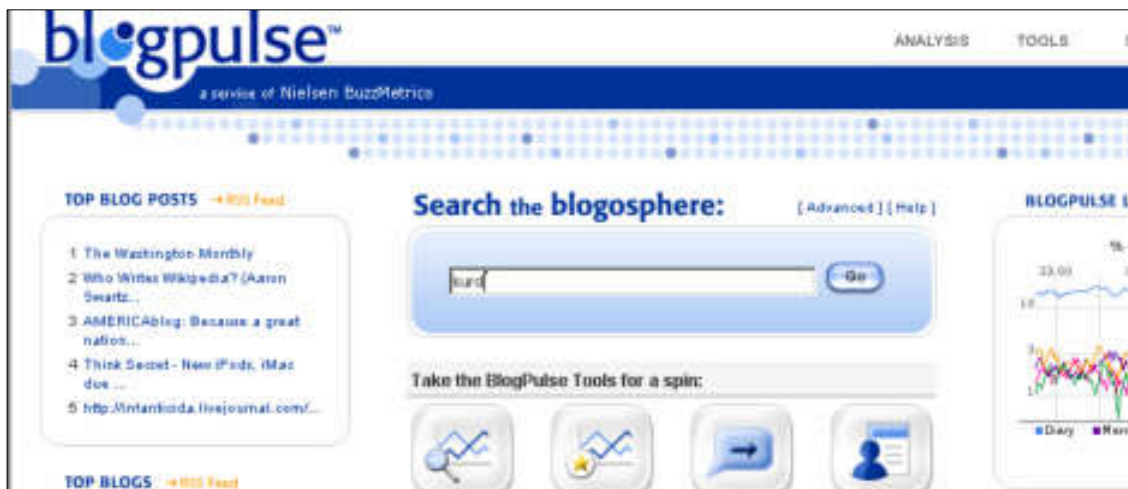 blogpulse™
ANALYSIS TOOLS
a service of Nielsen BuzzMetrics
TOP BLOG POSTS → RSS Feed
1 The Washington Monthly
2 Who Writes Wikipedia? (Aaron
Swartz...
3 AMERICAblog: Because a great
nation...
4 Think Secret - New iPods, iMac
due ...
5 http://infanticida.livejournal.com/...
TOP BLOGS → RSS Feed
Search the blogosphere: [ Advanced ] [ Help ]
Go
Take the BlogPulse Tools for a spin:
BLOGPULSE L
%
Diary